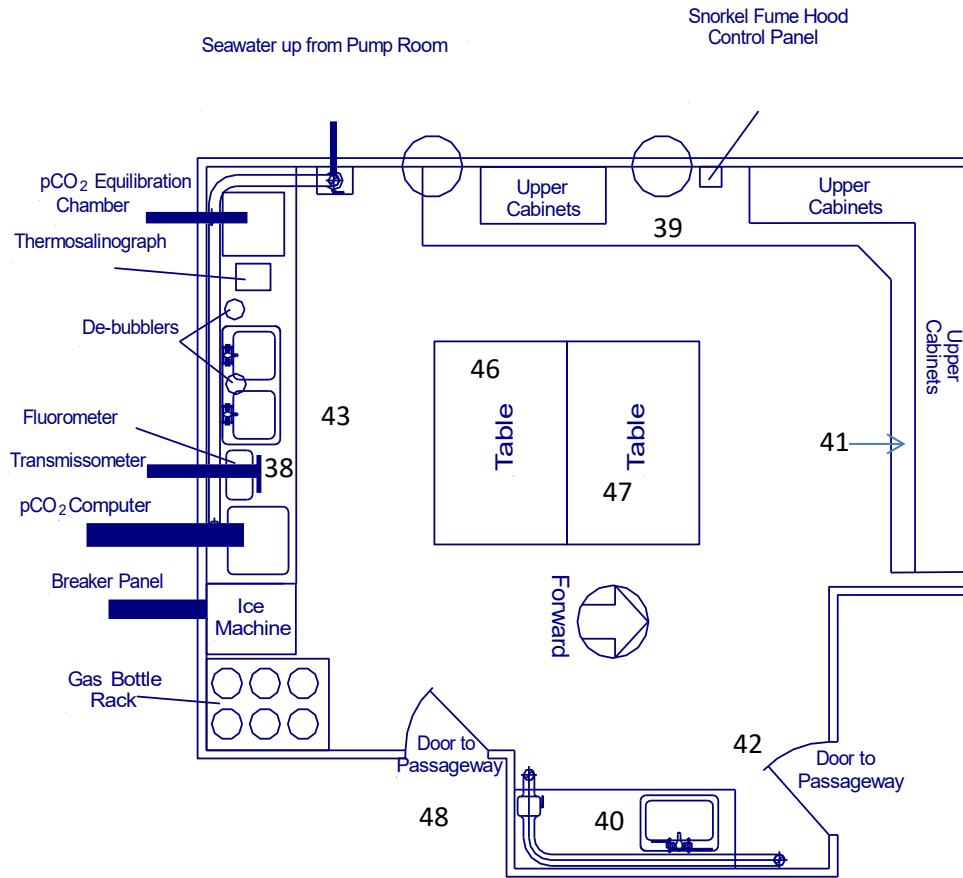 Snorkel Fume Hood
Control Panel
Seawater up from Pump Room
pCO2 Equilibration
Chamber
Upper
Cabinets
Upper
Cabinets
39
Thermosalinograph
De-bubblers
Upper
Cabinets
46
Table
43
Table
47
41
Fluorometer
Transmissometer
38
pCO2 Computer
Breaker Panel
Ice
Machine
Forward
Gas Bottle
Rack
Door to
Passageway
42
Door to
Passageway
48
40